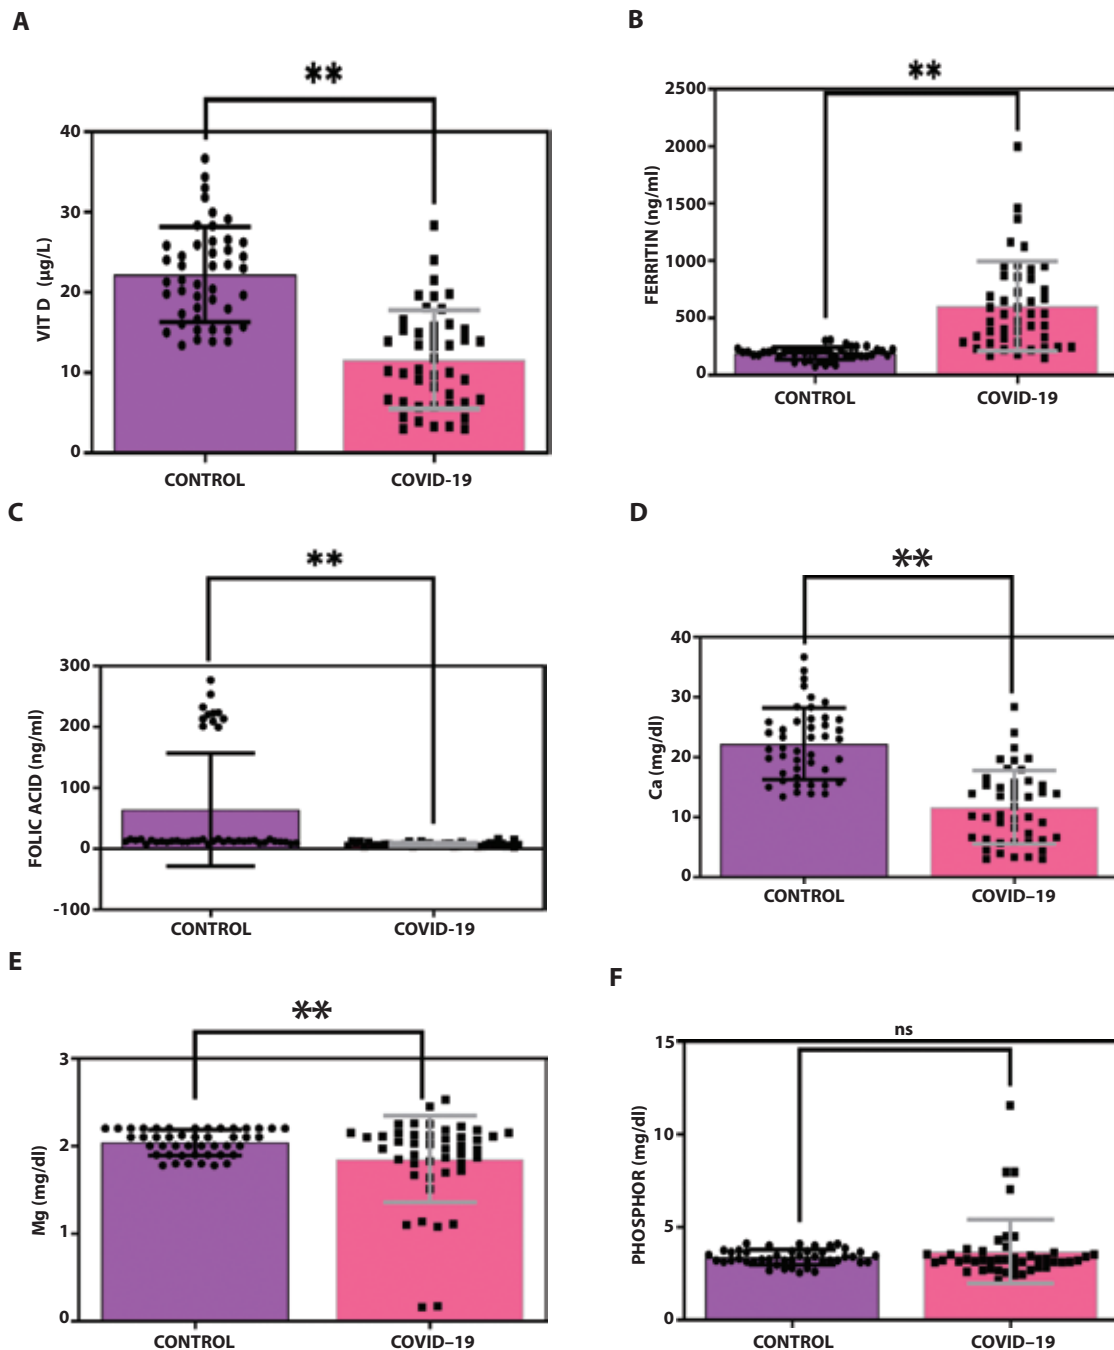 A
**
40
30
20
10
0
VIT D (µg/L)
CONTROL
COVID-19
B
**
2500
2000
1500
1000
500
0
FERRITIN (ng/ml)
CONTROL
COVID-19
C
**
300
200
100
0
-100
FOLIC ACID (ng/ml)
CONTROL
COVID-19
D
**
40
30
20
10
0
Ca (mg/dl)
CONTROL
COVID–19
E
**
3
2
1
0
Mg (mg/dl)
CONTROL
COVID–19
F
ns
15
10
5
0
PHOSPHOR (mg/dl)
CONTROL
COVID–19